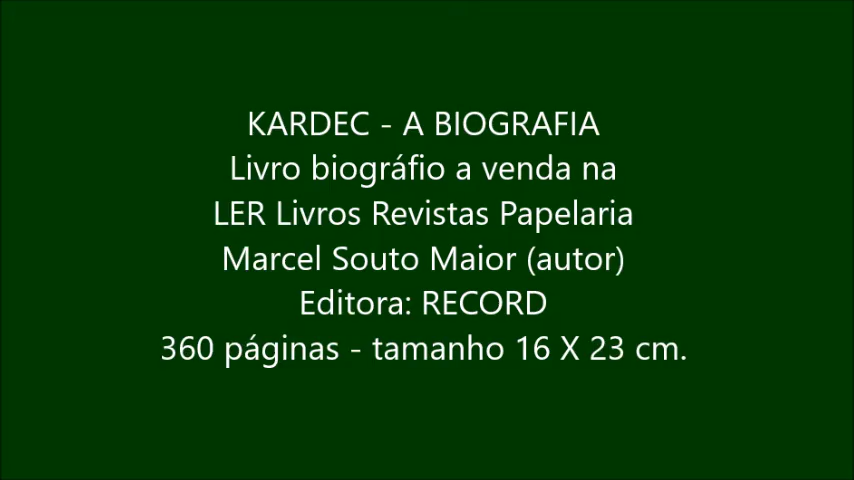 KARDEC - A BIOGRAFIA
Livro biográfio a venda na
LER Livros Revistas Papelaria
Marcel Souto Maior (autor)
Editora: RECORD
360 páginas - tamanho 16 X 23 cm.